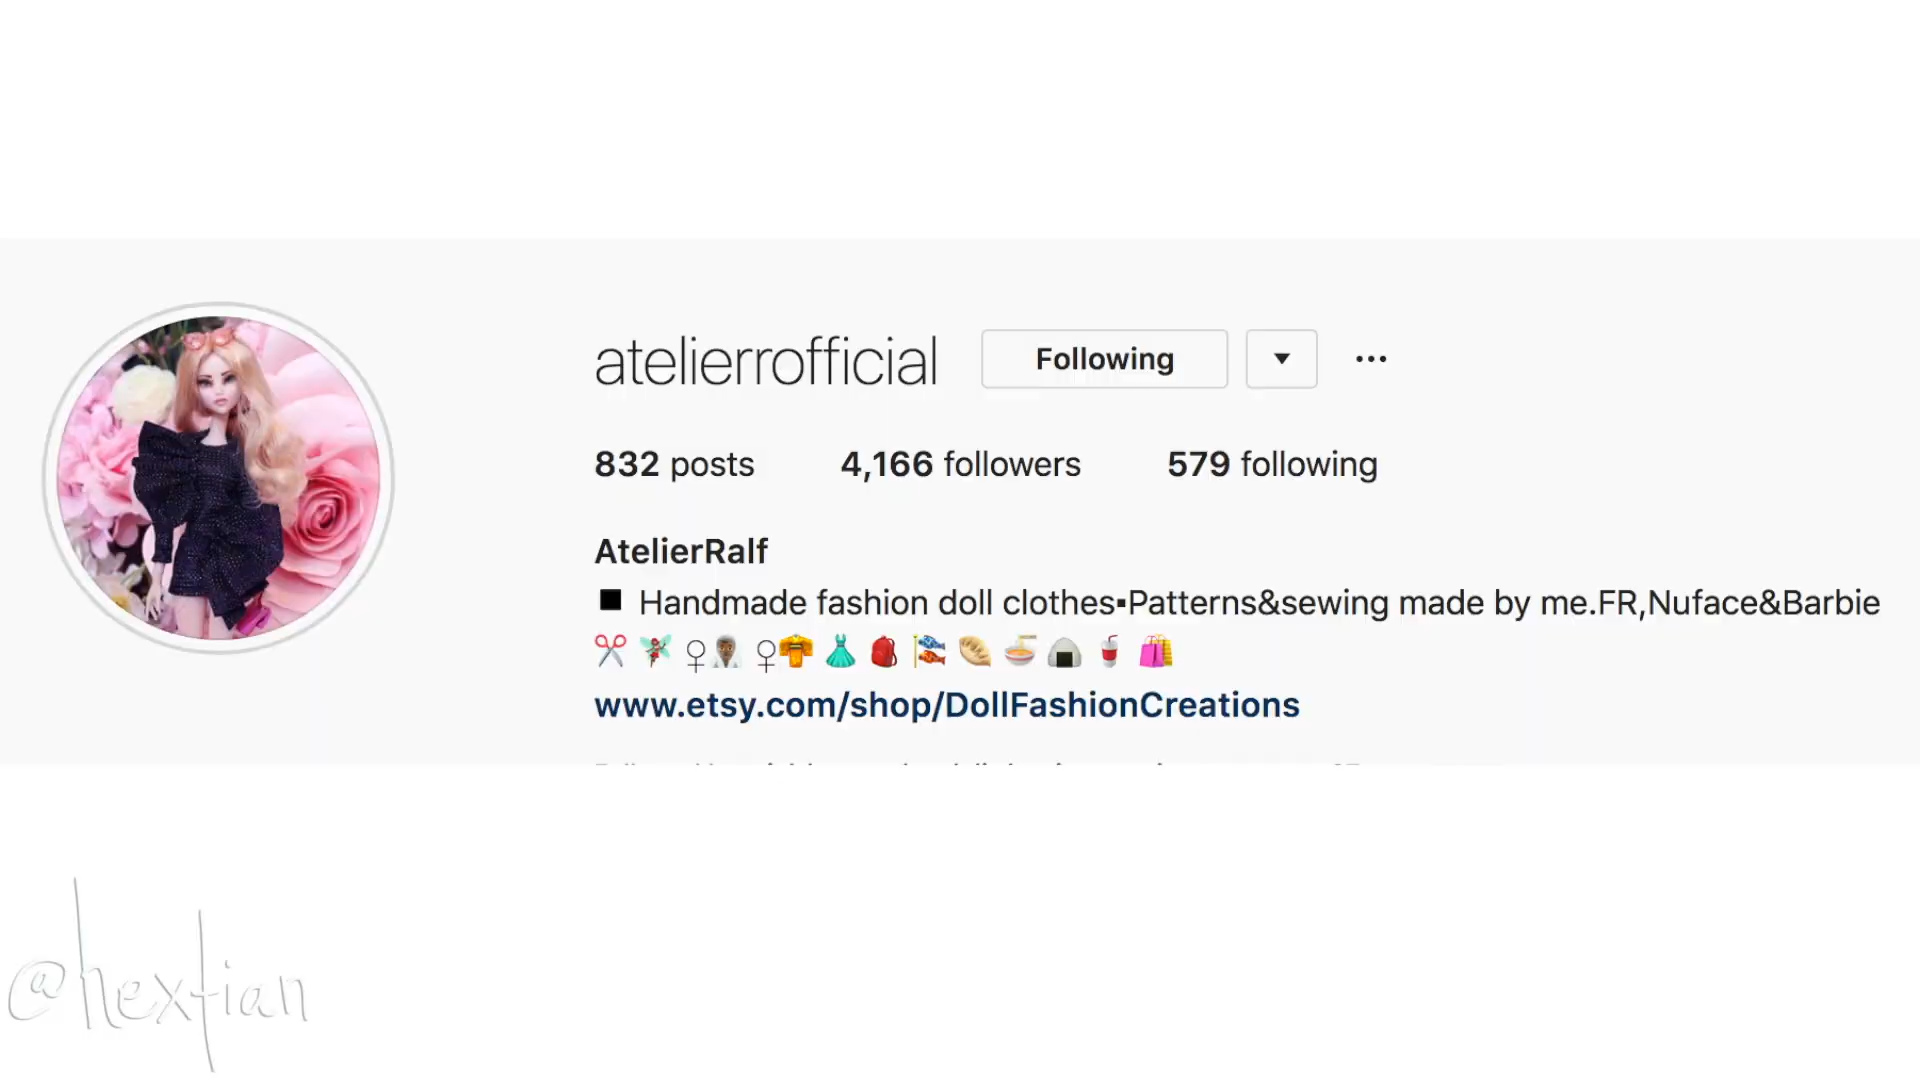 atelierrofficial Following
832 posts 4,166 followers 579 following
AtelierRalf
◼ Handmade fashion doll clothes▪Patterns&sewing made by me.FR,Nuface&Barbie
✂️🧚♀👨🏾‍🦳♀👘👗🎒🎏🥟🍜🍙🥤🛍
www.etsy.com/shop/DollFashionCreations
@hextian